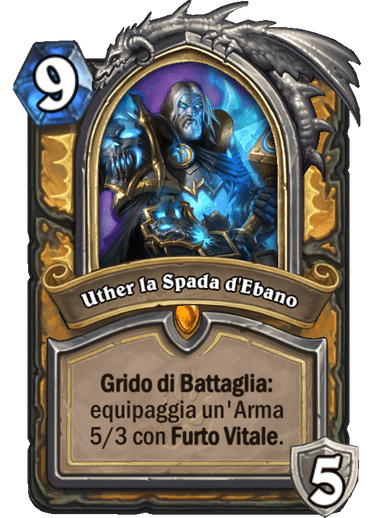 9
Uther la Spada d'Ebano
Grido di Battaglia:
equipaggia un'Arma
5/3 con Furto Vitale.
5